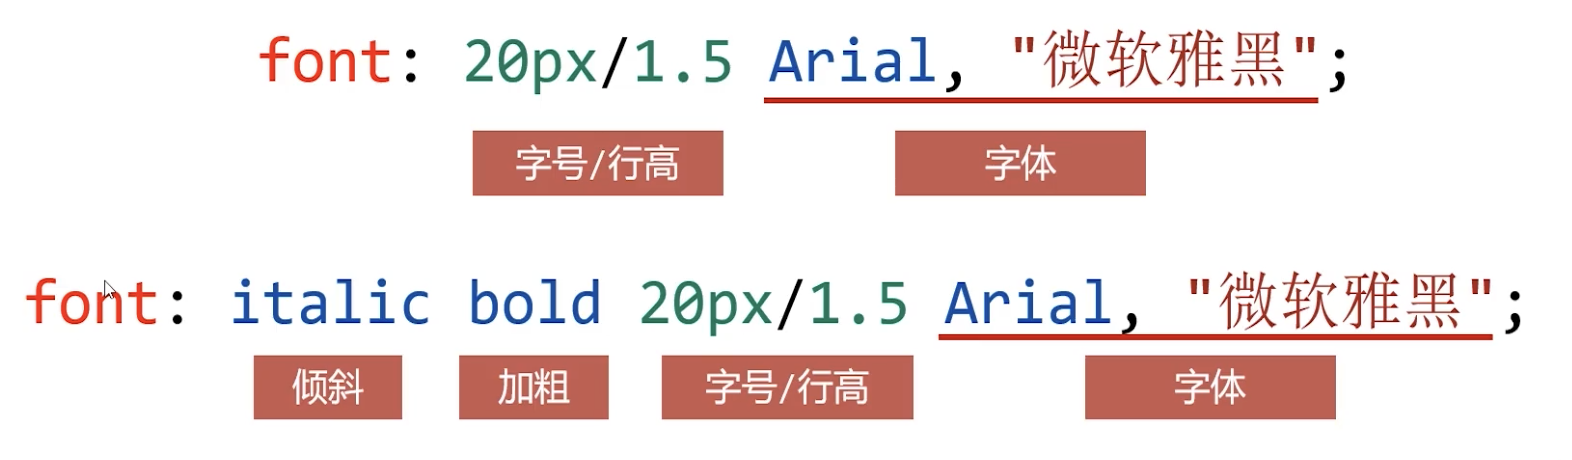 font: 20px/1.5 Arial, "微软雅黑";
字号/行高 字体
font: italic bold 20px/1.5 Arial, "微软雅黑";
倾斜 加粗 字号/行高 字体